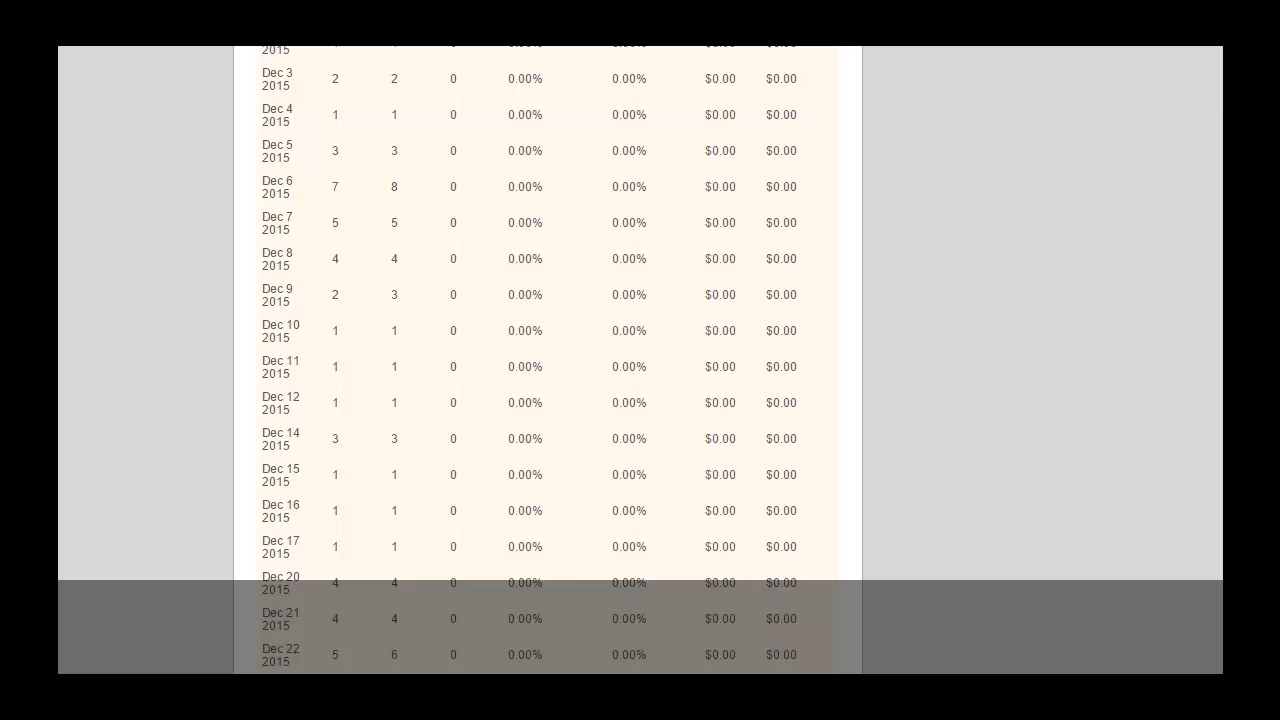 2015
Dec 3 2 2 0 0.00% 0.00% $0.00 $0.00
2015
Dec 4 1 1 0 0.00% 0.00% $0.00 $0.00
2015
Dec 5 3 3 0 0.00% 0.00% $0.00 $0.00
2015
Dec 6 7 8 0 0.00% 0.00% $0.00 $0.00
2015
Dec 7 5 5 0 0.00% 0.00% $0.00 $0.00
2015
Dec 8 4 4 0 0.00% 0.00% $0.00 $0.00
2015
Dec 9 2 3 0 0.00% 0.00% $0.00 $0.00
2015
Dec 10 1 1 0 0.00% 0.00% $0.00 $0.00
2015
Dec 11 1 1 0 0.00% 0.00% $0.00 $0.00
2015
Dec 12 1 1 0 0.00% 0.00% $0.00 $0.00
2015
Dec 14 3 3 0 0.00% 0.00% $0.00 $0.00
2015
Dec 15 1 1 0 0.00% 0.00% $0.00 $0.00
2015
Dec 16 1 1 0 0.00% 0.00% $0.00 $0.00
2015
Dec 17 1 1 0 0.00% 0.00% $0.00 $0.00
2015
Dec 20 4 4 0 0.00% 0.00% $0.00 $0.00
2015
Dec 21 4 4 0 0.00% 0.00% $0.00 $0.00
2015
Dec 22 5 6 0 0.00% 0.00% $0.00 $0.00
2015